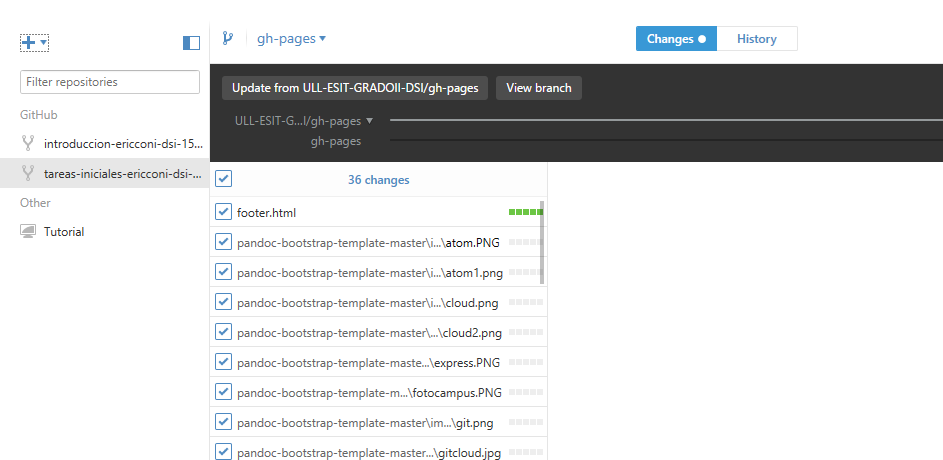 gh-pages
Changes
History
Filter repositories
Update from ULL-ESIT-GRADOII-DSI/gh-pages
View branch
GitHub
ULL-ESIT-G...I/gh-pages
introduccion-ericconi-dsi-15...
gh-pages
tareas-iniciales-ericconi-dsi-...
36 changes
Other
footer.html
Tutorial
pandoc-bootstrap-template-master\i...\atom.PNG
pandoc-bootstrap-template-master\i...\atom1.png
pandoc-bootstrap-template-master\i...\cloud.png
pandoc-bootstrap-template-master\...\cloud2.png
pandoc-bootstrap-template-maste...\express.PNG
pandoc-bootstrap-template-m...\fotocampus.PNG
pandoc-bootstrap-template-master\im...\git.png
pandoc-bootstrap-template-master...\gitcloud.jpg